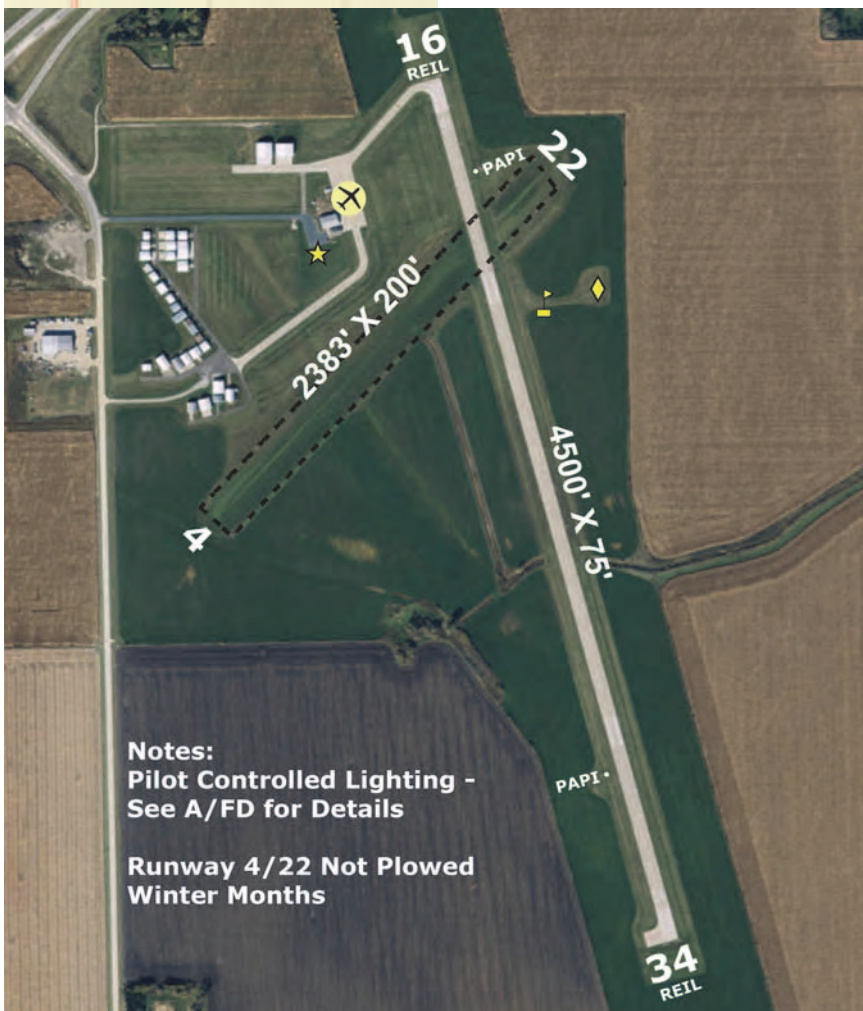 16
REIL
PAPI
22
2383' X 200'
4500' X 75'
4
PAPI
Notes:
Pilot Controlled Lighting -
See A/FD for Details
Runway 4/22 Not Plowed
Winter Months
34
REIL